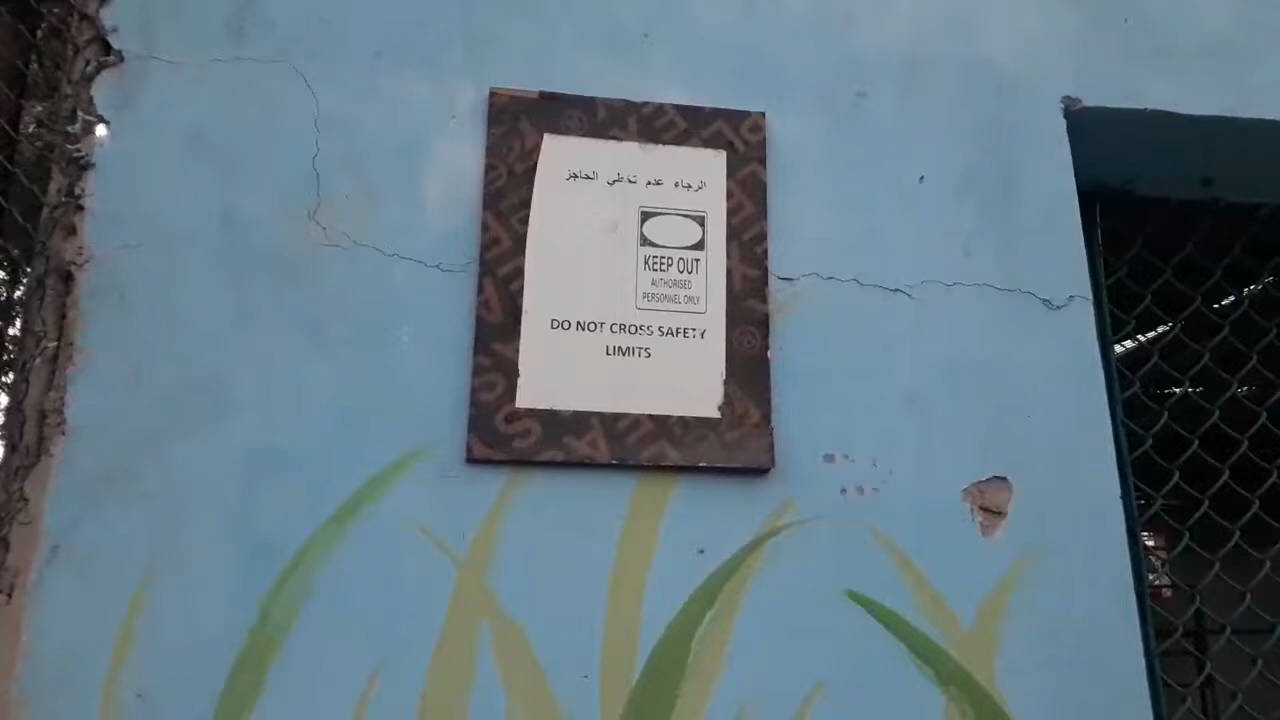 الرجاء عدم تخطي الحاجز
KEEP OUT
AUTHORISED
PERSONNEL ONLY
DO NOT CROSS SAFETY
LIMITS